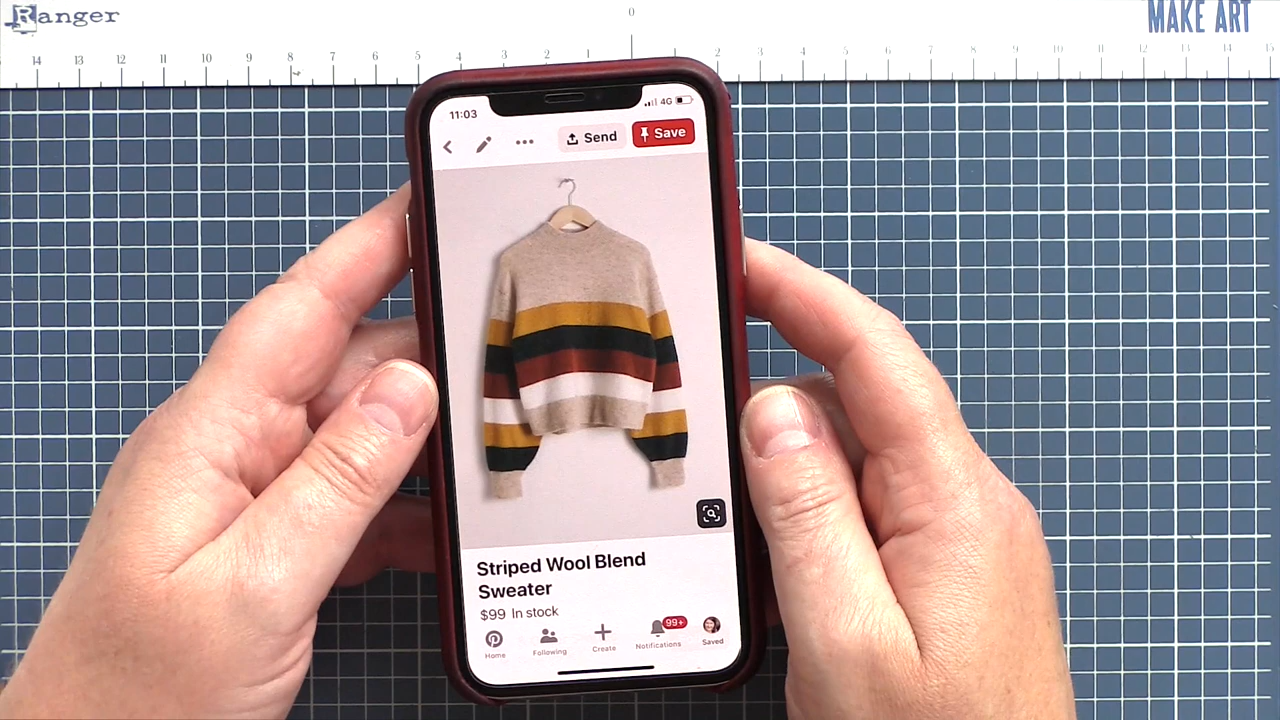 Ranger
MAKE ART
0
14 13 12 11 10 9 8 7 6 5 4 3 2 1 1 2 3 4 5 6 7 8 9 10 11 12 13 14 15
11:03
4G
Send
Save
Striped Wool Blend
Sweater
$99 In stock
99+
Home
Following
Create
Notifications
Saved